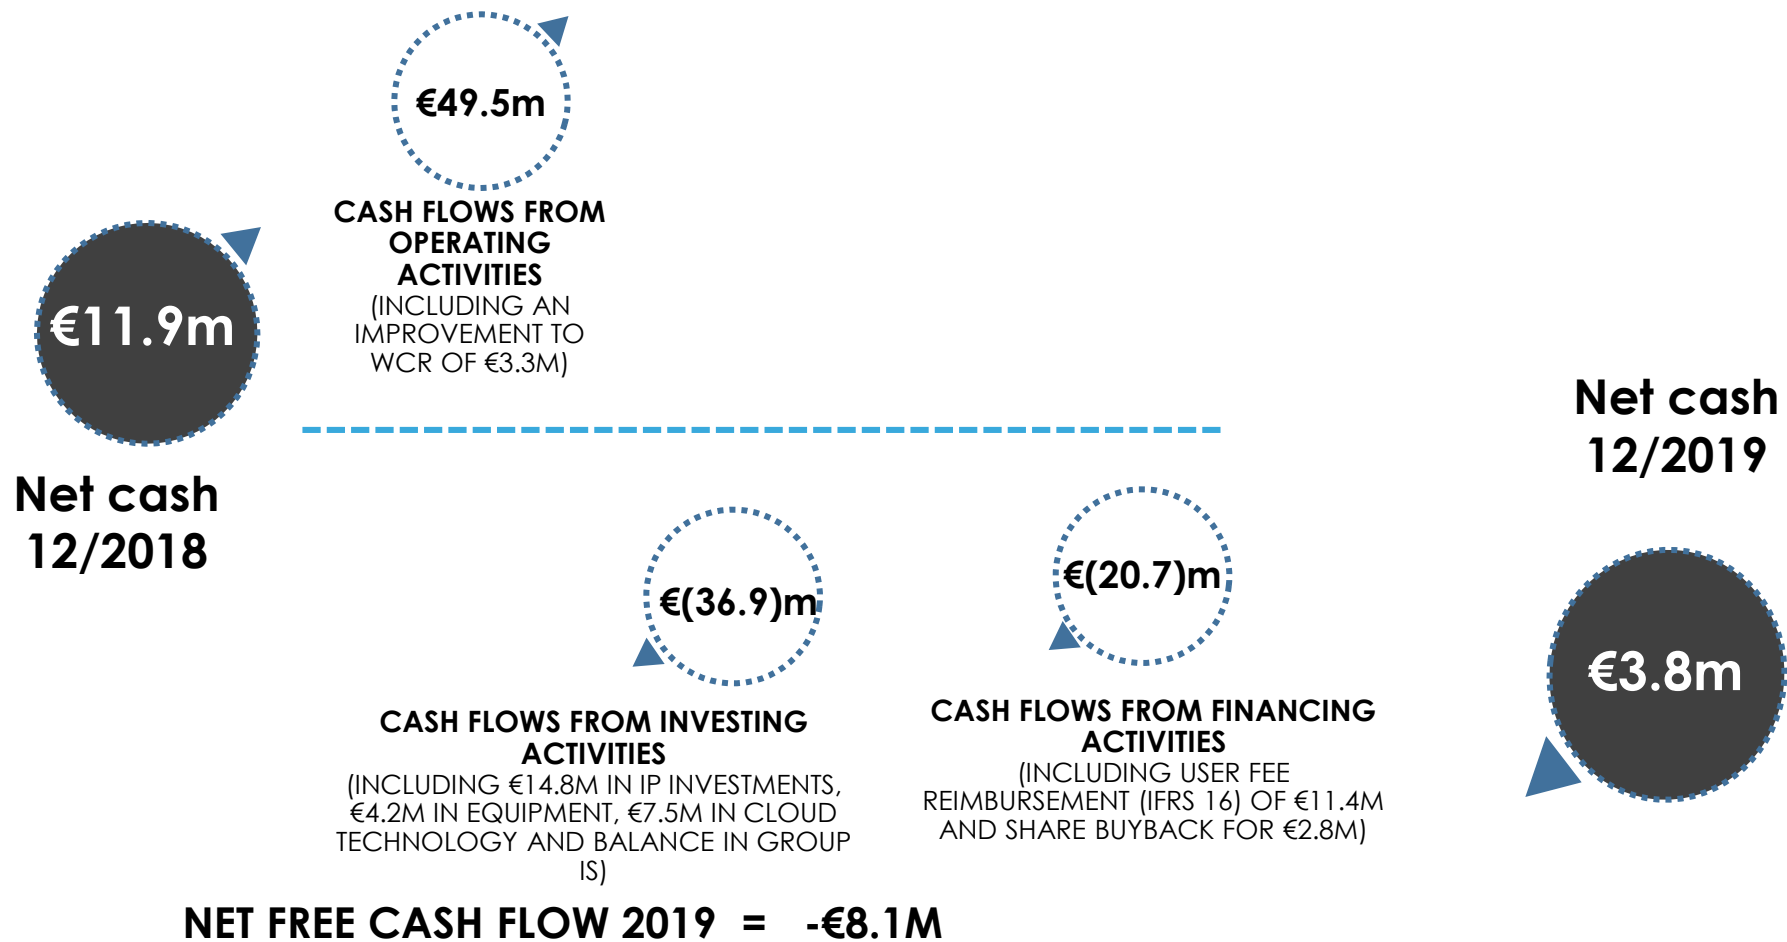 €49.5m
CASH FLOWS FROM
OPERATING
ACTIVITIES
(INCLUDING AN
IMPROVEMENT TO
WCR OF €3.3M)
€11.9m
Net cash
12/2018
Net cash
12/2019
€(36.9)m
CASH FLOWS FROM INVESTING
ACTIVITIES
(INCLUDING €14.8M IN IP INVESTMENTS,
€4.2M IN EQUIPMENT, €7.5M IN CLOUD
TECHNOLOGY AND BALANCE IN GROUP
IS)
€(20.7)m
CASH FLOWS FROM FINANCING
ACTIVITIES
(INCLUDING USER FEE
REIMBURSEMENT (IFRS 16) OF €11.4M
AND SHARE BUYBACK FOR €2.8M)
€3.8m
NET FREE CASH FLOW 2019 = -€8.1M